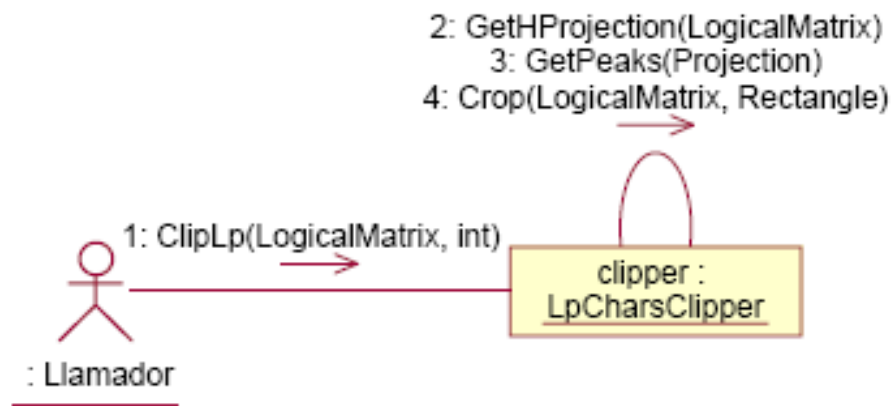 2: GetHProjection(LogicalMatrix)
3: GetPeaks(Projection)
4: Crop(LogicalMatrix, Rectangle)
1: ClipLp(LogicalMatrix, int)
clipper :
LpCharsClipper
: Llamador